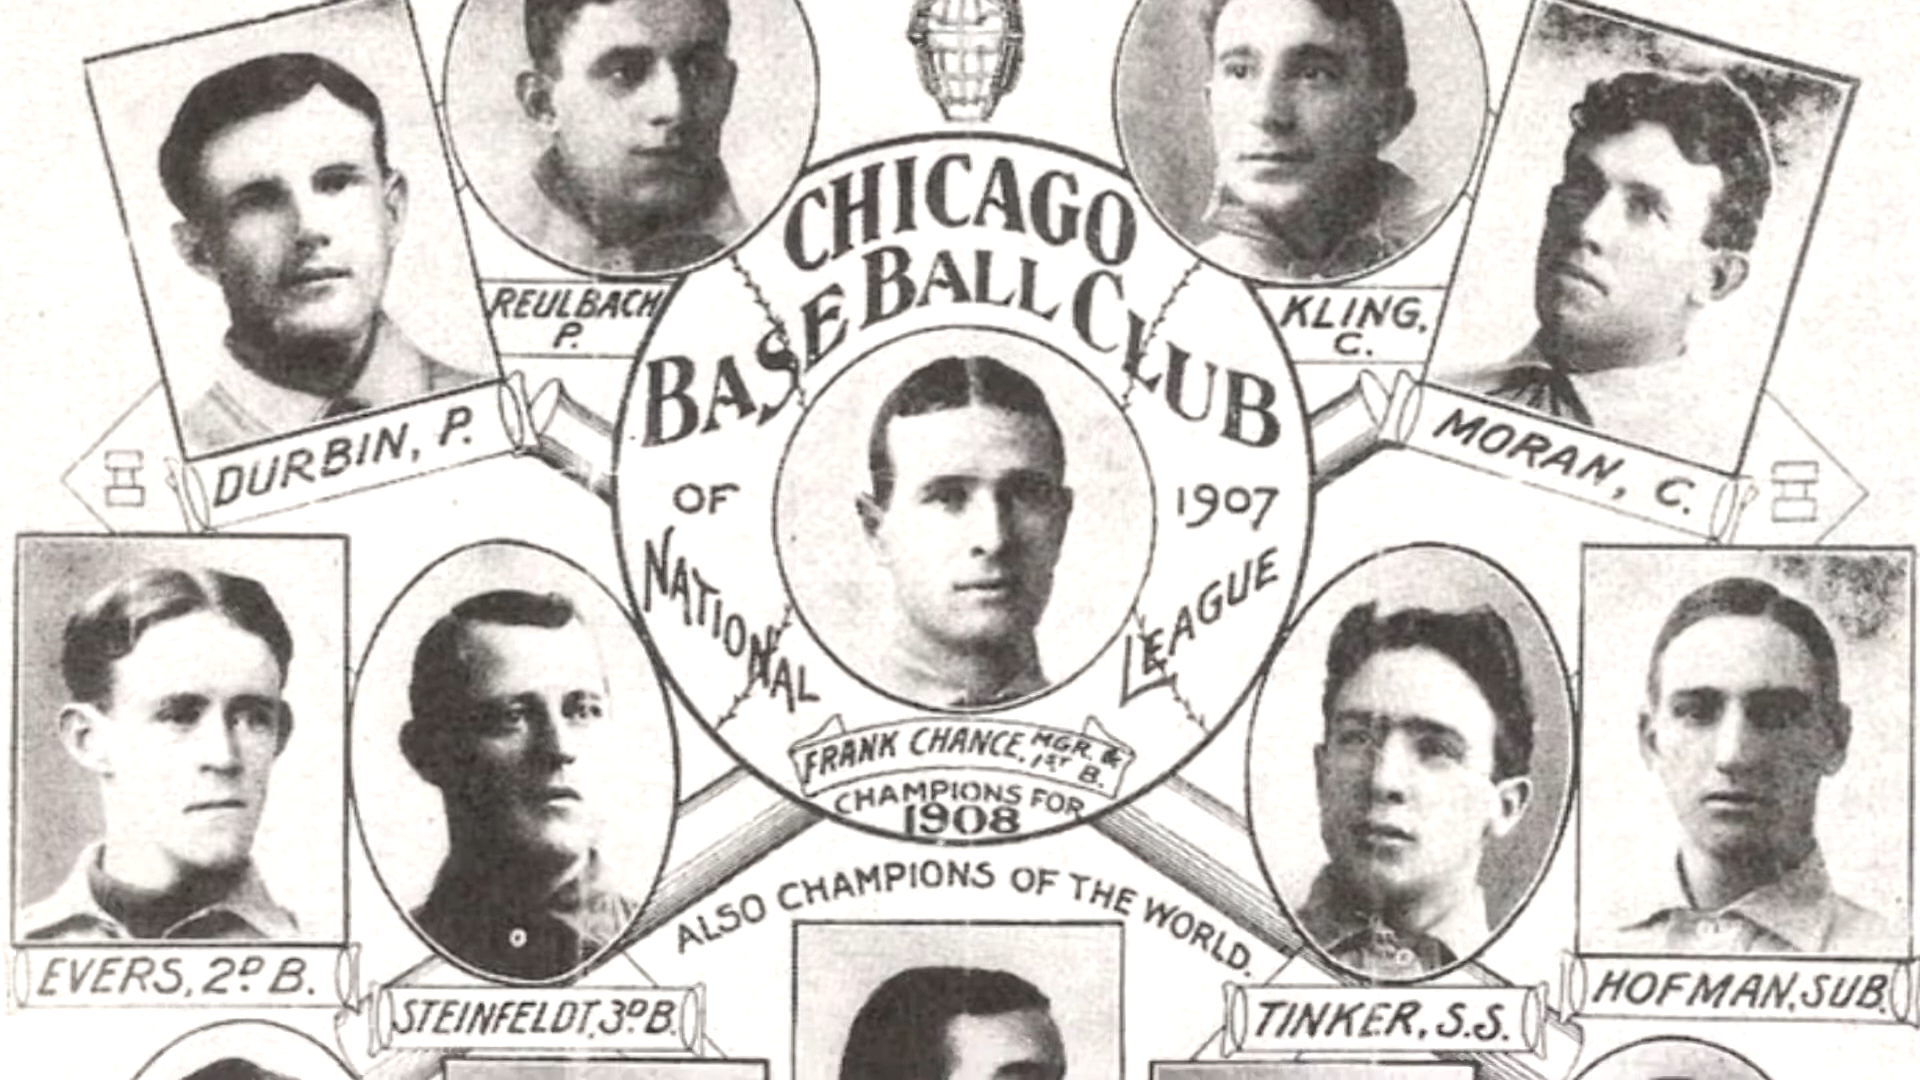 CHICAGO
BASE BALL CLUB
REULBACH
P.
KLING.
C.
DURBIN, P.
MORAN, C.
OF
1907
NATIONAL
LEAGUE
FRANK CHANCE, MGR. &
1ST B.
CHAMPIONS FOR
1908
ALSO CHAMPIONS OF THE WORLD.
EVERS, 2D B.
STEINFELDT, 3D B.
TINKER, S.S.
HOFMAN, SUB.